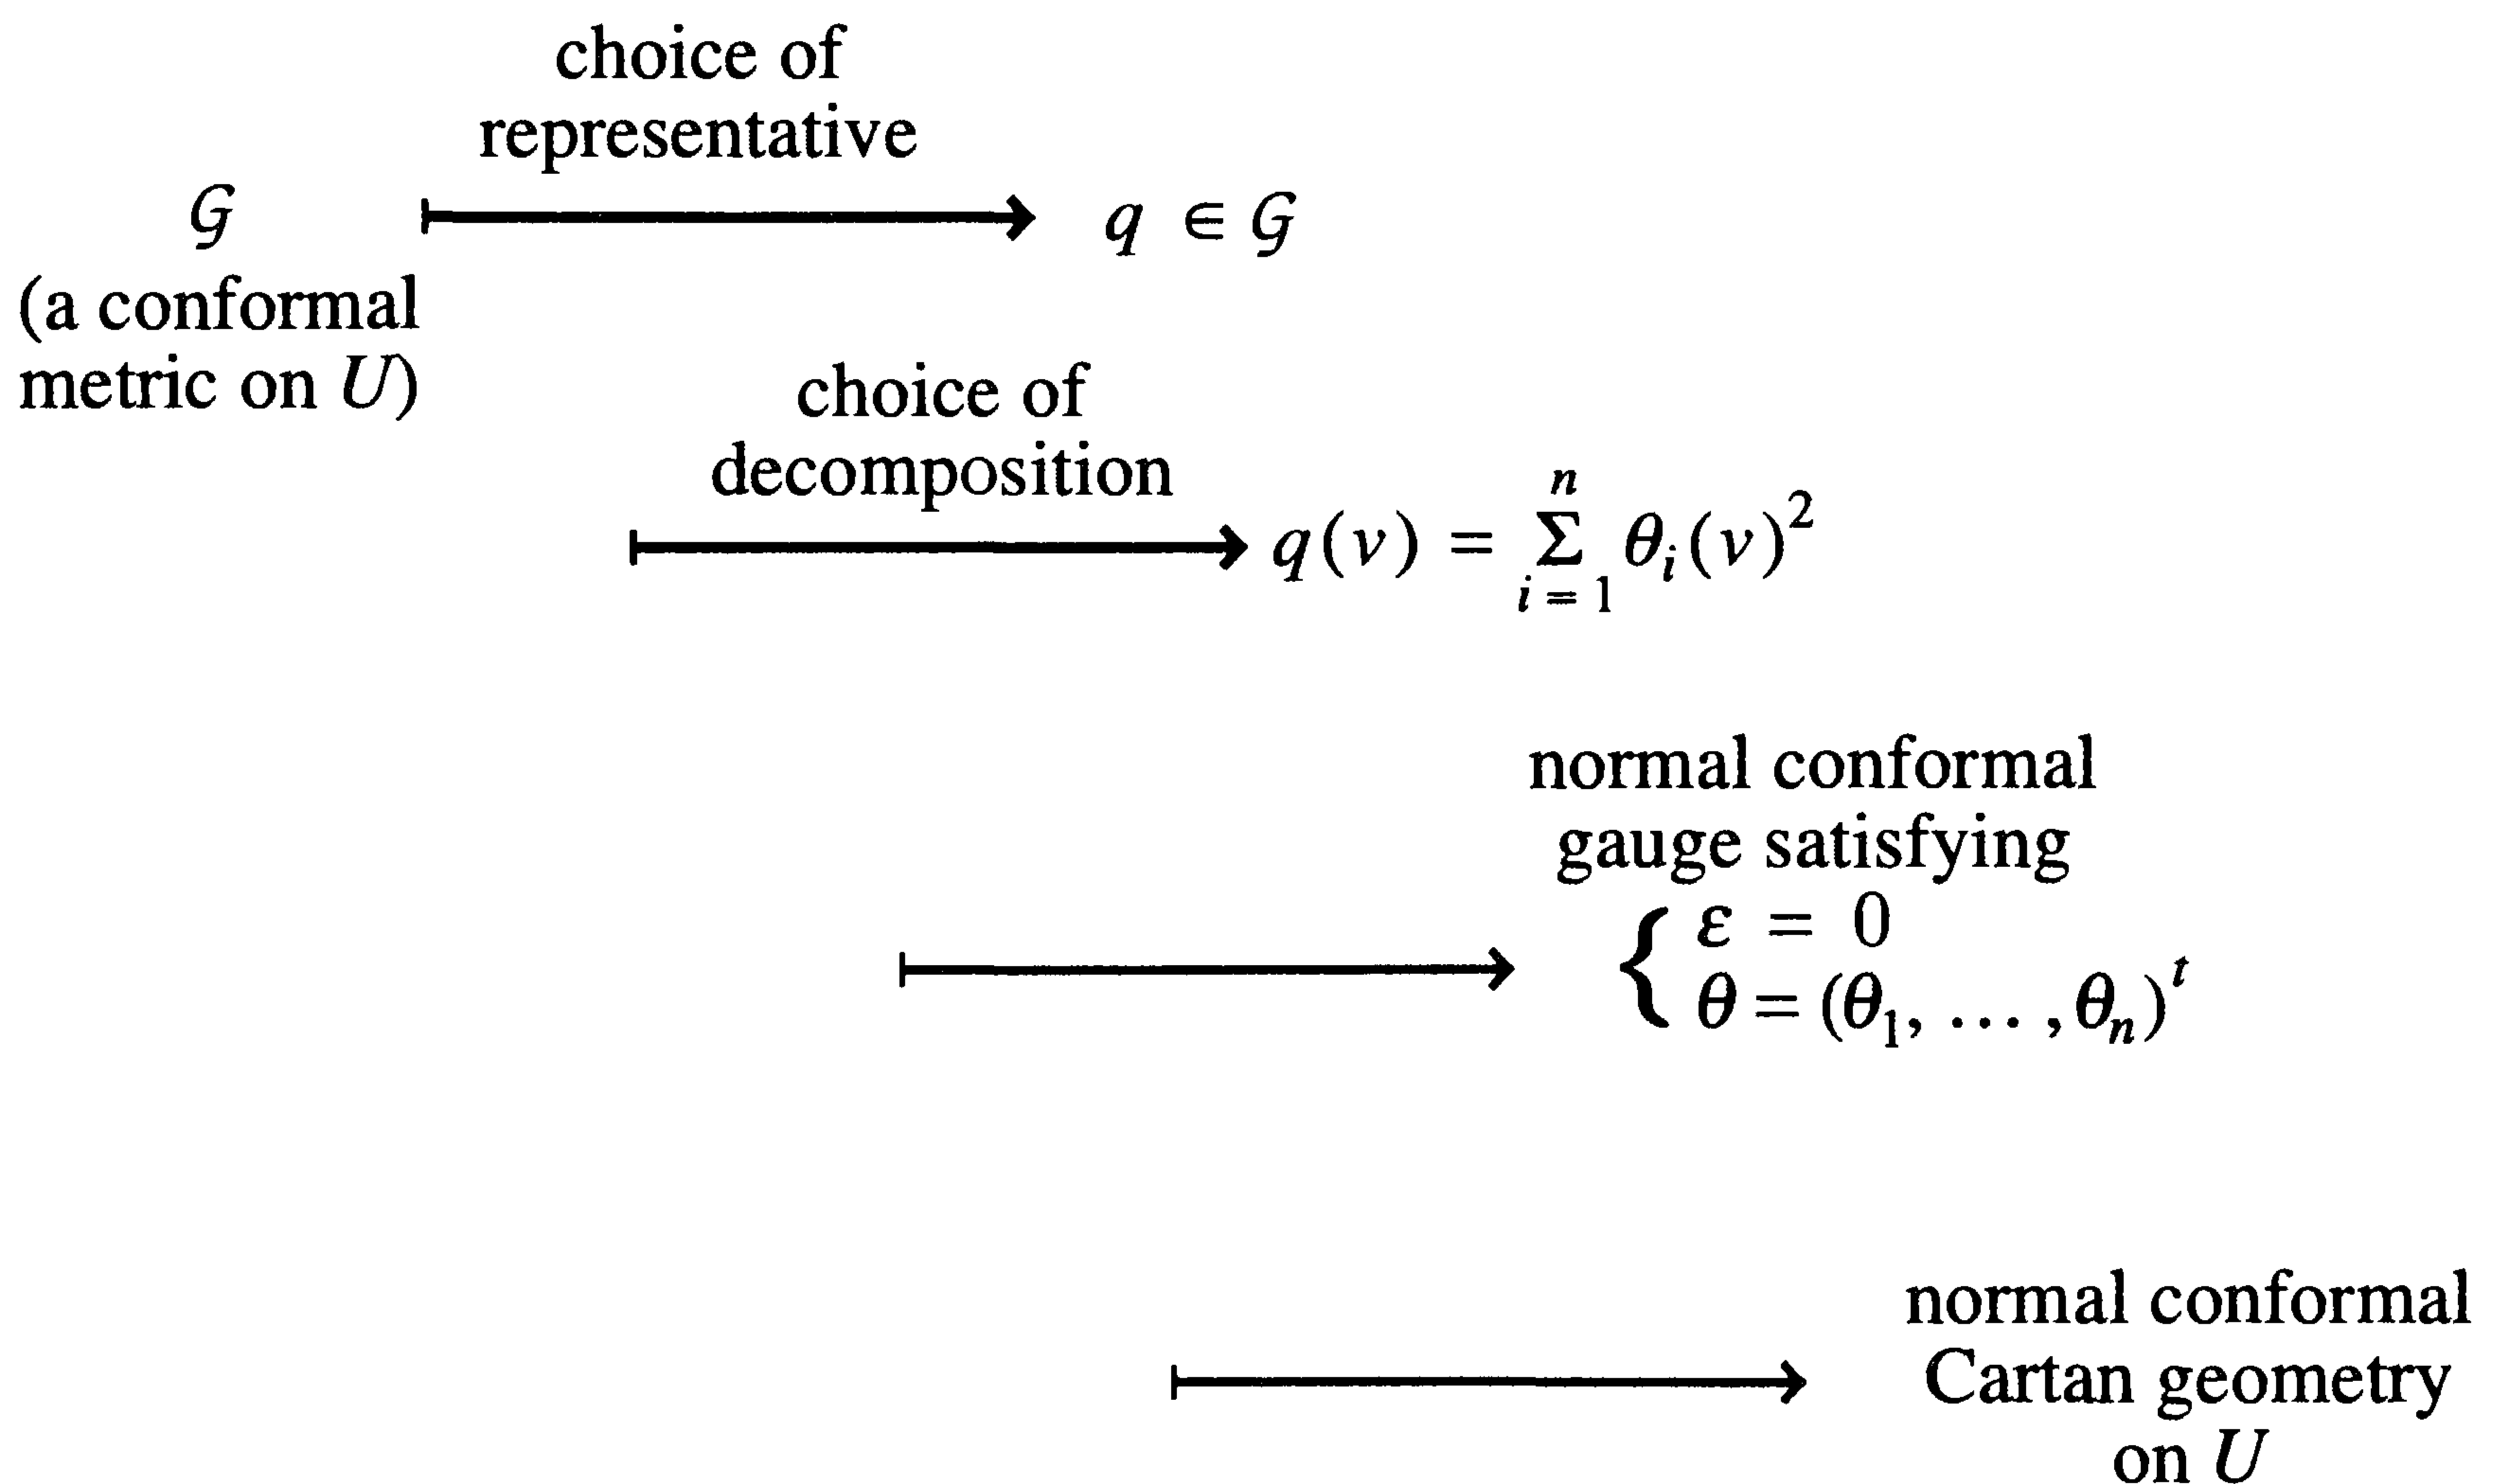 choice of
representative
𝒢 ⟼ q ∈ 𝒢
(a conformal
metric on U)
choice of
decomposition
⟼ q(v) = Σ_{i=1}^{n} θ_i(v)^2
normal conformal
gauge satisfying
ε = 0
⟼ { θ = (θ_1, ... , θ_n)^t
normal conformal
⟼ Cartan geometry
on U